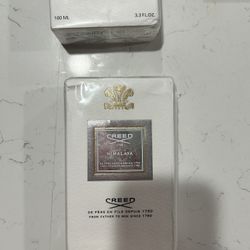 100 ML 3.3 FL.OZ.
CREED
HIMALAYA
CREED
DE PÈRE EN FILS DEPUIS 1760
FROM FATHER TO SON SINCE 1760